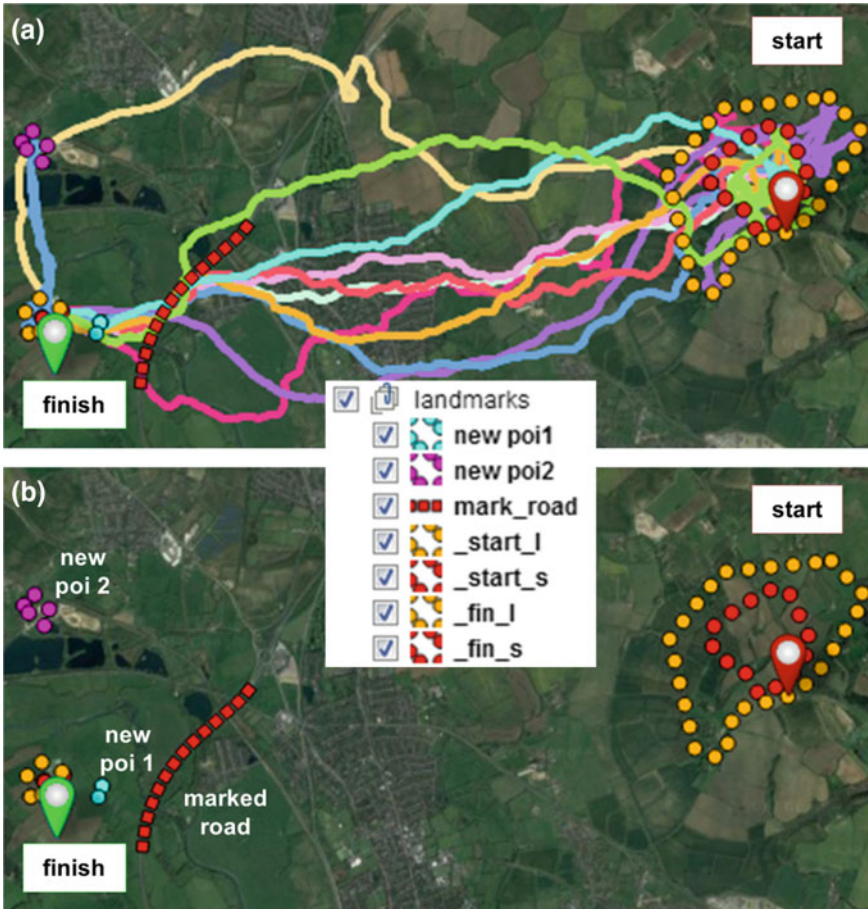 (a)
start
finish
landmarks
new poi1
new poi2
mark_road
_start_l
_start_s
_fin_l
_fin_s
(b)
start
new
poi 2
new
poi 1
marked
road
finish